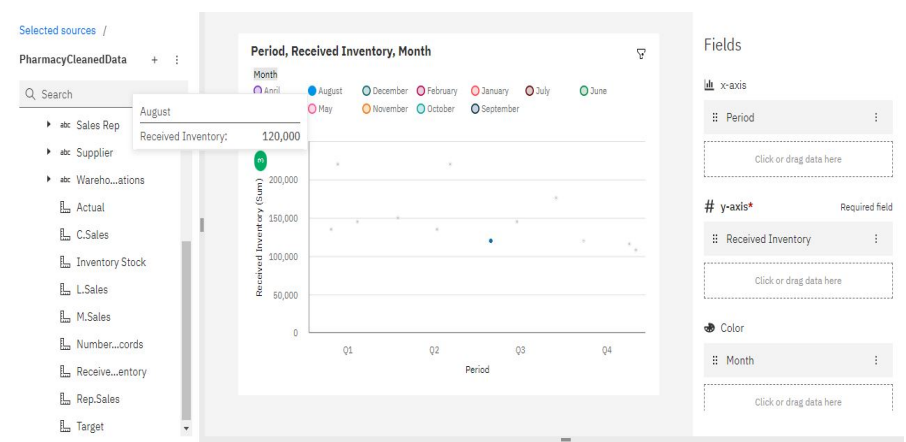 Selected sources /
PharmacyCleanedData + ⋮
Search
abc Sales Rep
abc Supplier
abc Wareho...ations
Actual
C.Sales
Inventory Stock
L.Sales
M.Sales
Number...cords
Receive...entory
Rep.Sales
Target
August
Received Inventory: 120,000
Period, Received Inventory, Month
Month
April August December February January July June
May November October September
3
Received Inventory (Sum)
200,000
150,000
100,000
50,000
0
Q1 Q2 Q3 Q4
Period
Fields
x-axis
Period
Click or drag data here
# y-axis* Required field
Received Inventory
Click or drag data here
Color
Month
Click or drag data here